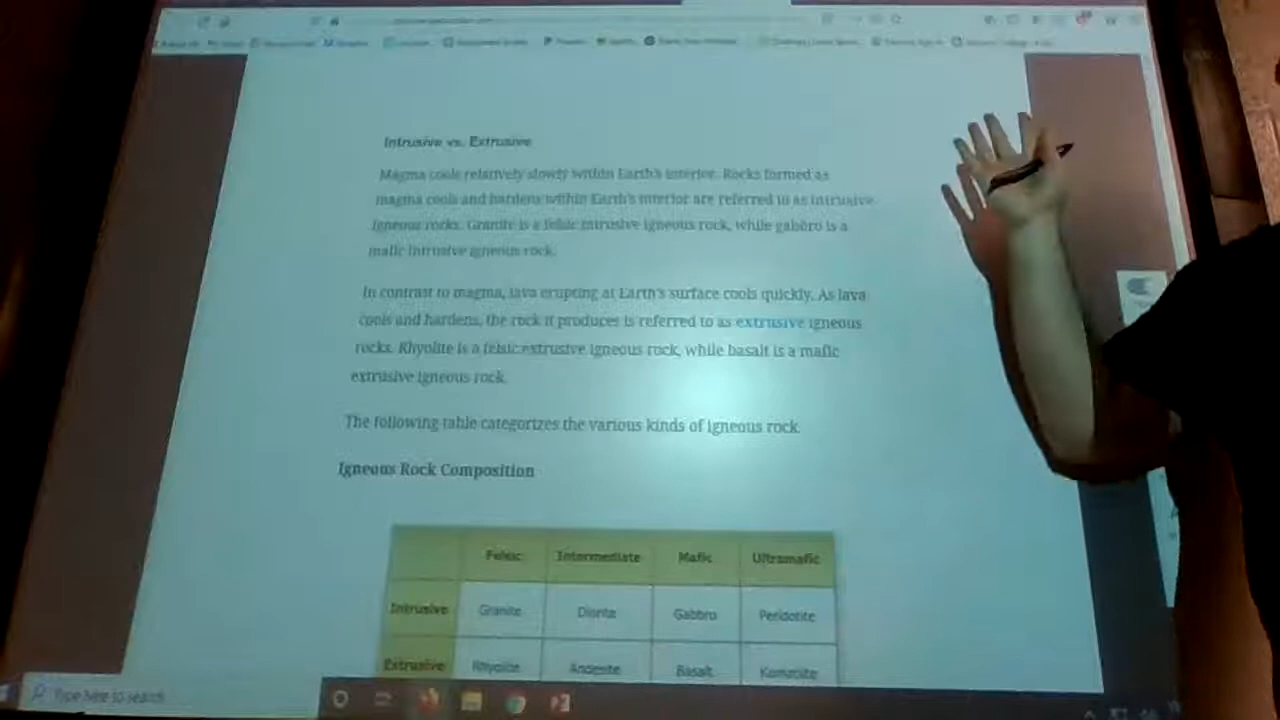 Intrusive vs. Extrusive
Magma cools relatively slowly within Earth's interior. Rocks formed as
magma cools and hardens within Earth's interior are referred to as intrusive
igneous rocks. Granite is a felsic intrusive igneous rock, while gabbro is a
mafic intrusive igneous rock.
In contrast to magma, lava erupting at Earth's surface cools quickly. As lava
cools and hardens, the rock it produces is referred to as extrusive igneous
rocks. Rhyolite is a felsic extrusive igneous rock, while basalt is a mafic
extrusive igneous rock.
The following table categorizes the various kinds of igneous rock.
Igneous Rock Composition
Felsic Intermediate Mafic Ultramafic
Intrusive Granite Diorite Gabbro Peridotite
Extrusive Rhyolite Andesite Basalt Komatiite
Type here to search